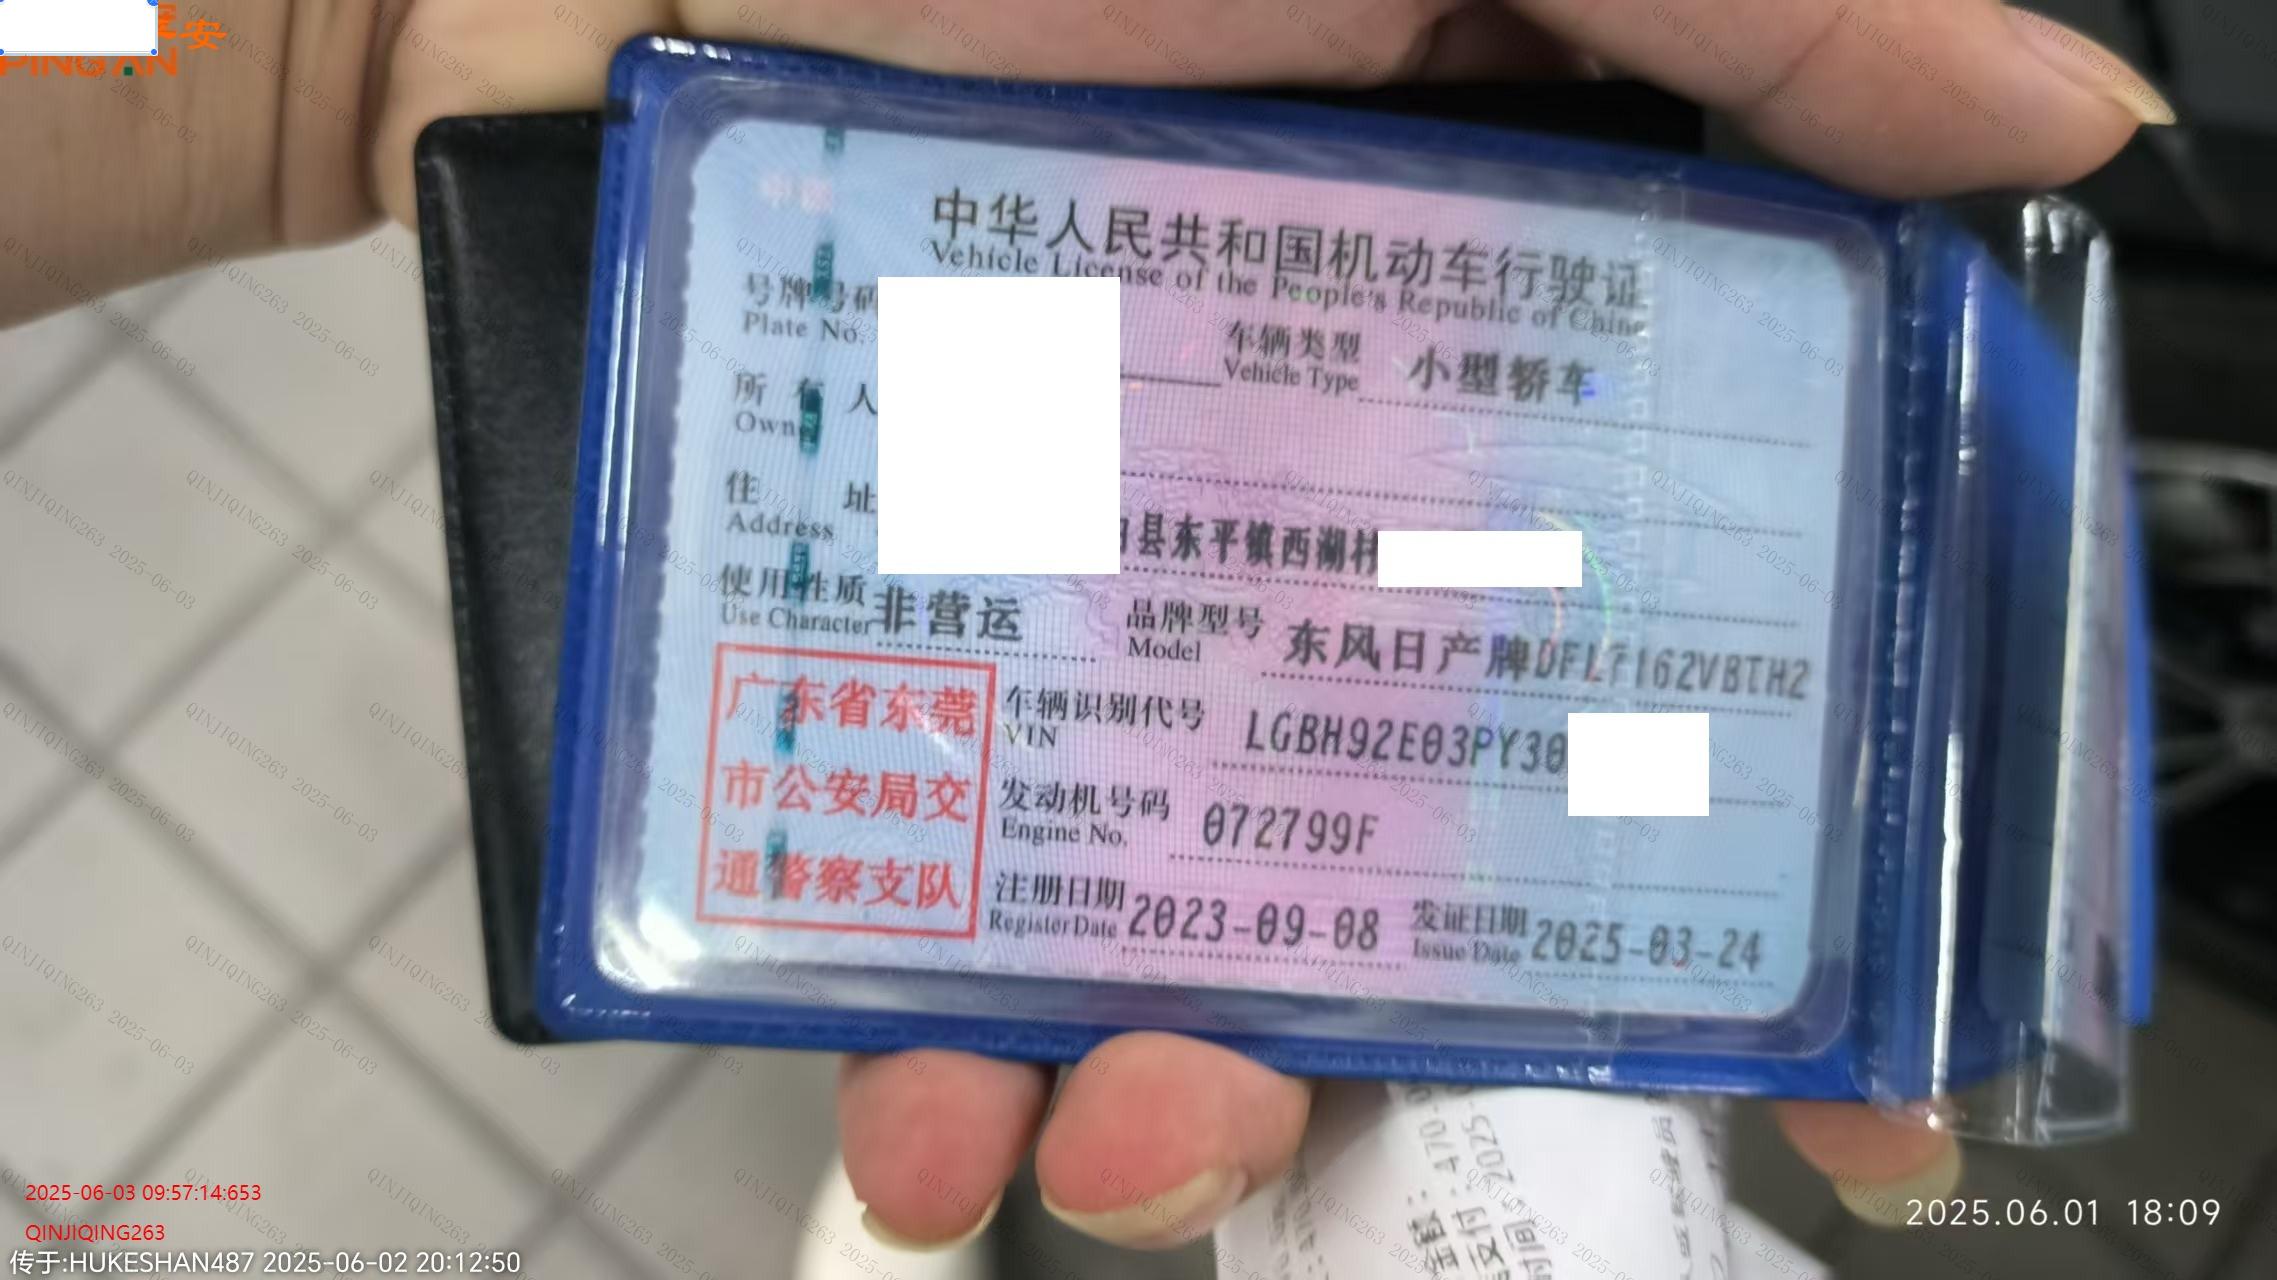 安
PING AN
中华人民共和国机动车行驶证
Vehicle License of the People's Republic of China
号牌号码
Plate No.
车辆类型 小型轿车
Vehicle Type
所有人
Owner
住址 县东平镇西湖村
Address
使用性质 非营运
Use Character
品牌型号 东风日产牌DFL7162VBTH2
Model
广东省东莞
市公安局交
通警察支队
车辆识别代号 LGBH92E03PY30
VIN
发动机号码 072799F
Engine No.
注册日期 2023-09-08
Register Date
发证日期 2025-03-24
Issue Date
2025-06-03 09:57:14:653
QINJIQING263
传于:HUKESHAN487 2025-06-02 20:12:50
2025.06.01 18:09
QINJIQING263 2025-06-03